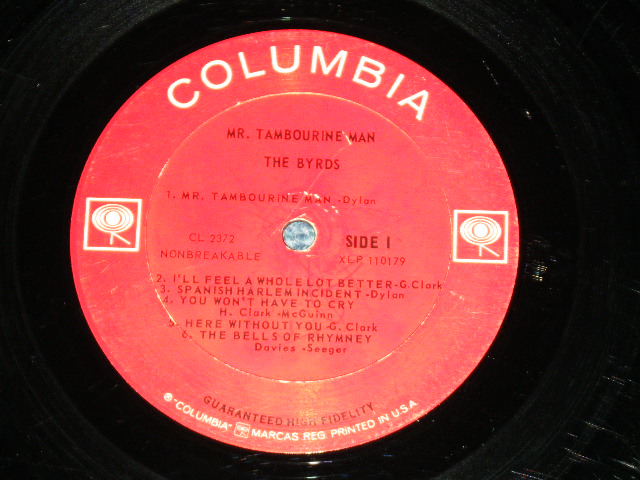 COLUMBIA
MR. TAMBOURINE MAN
THE BYRDS
1. MR. TAMBOURINE MAN -Dylan
CL 2372
NONBREAKABLE
SIDE 1
XLP 110179
2. I'LL FEEL A WHOLE LOT BETTER-G. Clark
3. SPANISH HARLEM INCIDENT -Dylan
4. YOU WON'T HAVE TO CRY
H. Clark -McGuinn
5. HERE WITHOUT YOU -G. Clark
6. THE BELLS OF RHYMNEY
Davies -Seeger
GUARANTEED HIGH FIDELITY
® "COLUMBIA" MARCAS REG. PRINTED IN U.S.A.